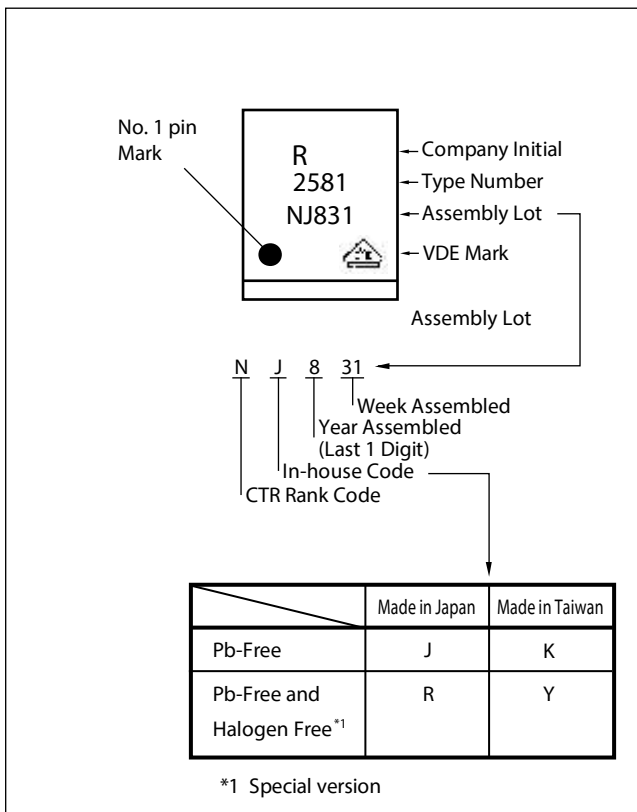 No. 1 pin
Mark
R
2581
NJ831
Company Initial
Type Number
Assembly Lot
VDE Mark
Assembly Lot
N J 8 31
Week Assembled
Year Assembled
(Last 1 Digit)
In-house Code
CTR Rank Code
Made in Japan Made in Taiwan
Pb-Free J K
Pb-Free and R Y
Halogen Free*1
*1 Special version